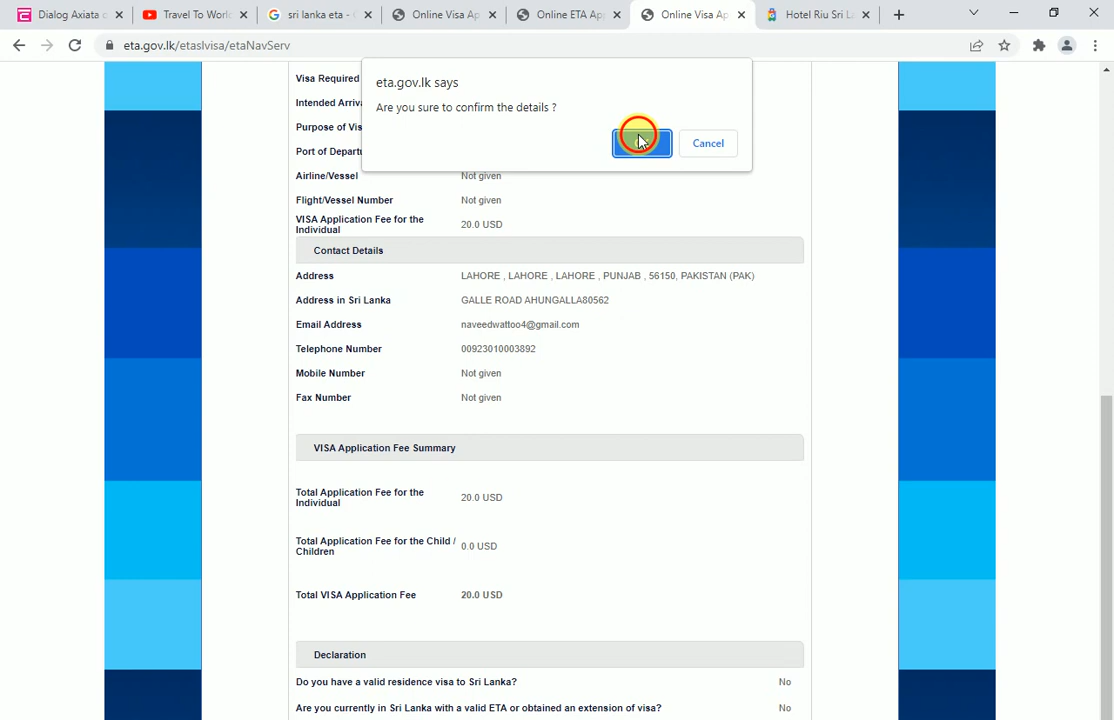 Dialog Axiata c
Travel To World
sri lanka eta - G
Online Visa Ap
Online ETA App
Online Visa Ap
Hotel Riu Sri La
eta.gov.lk/etaslvisa/etaNavServ
eta.gov.lk says
Are you sure to confirm the details ?
Cancel
Visa Required
Intended Arriva
Purpose of Vis
Port of Departu
Airline/Vessel Not given
Flight/Vessel Number Not given
VISA Application Fee for the Individual 20.0 USD
Contact Details
Address LAHORE , LAHORE , LAHORE , PUNJAB , 56150, PAKISTAN (PAK)
Address in Sri Lanka GALLE ROAD AHUNGALLA80562
Email Address naveedwattoo4@gmail.com
Telephone Number 00923010003892
Mobile Number Not given
Fax Number Not given
VISA Application Fee Summary
Total Application Fee for the Individual 20.0 USD
Total Application Fee for the Child / Children 0.0 USD
Total VISA Application Fee 20.0 USD
Declaration
Do you have a valid residence visa to Sri Lanka? No
Are you currently in Sri Lanka with a valid ETA or obtained an extension of visa? No